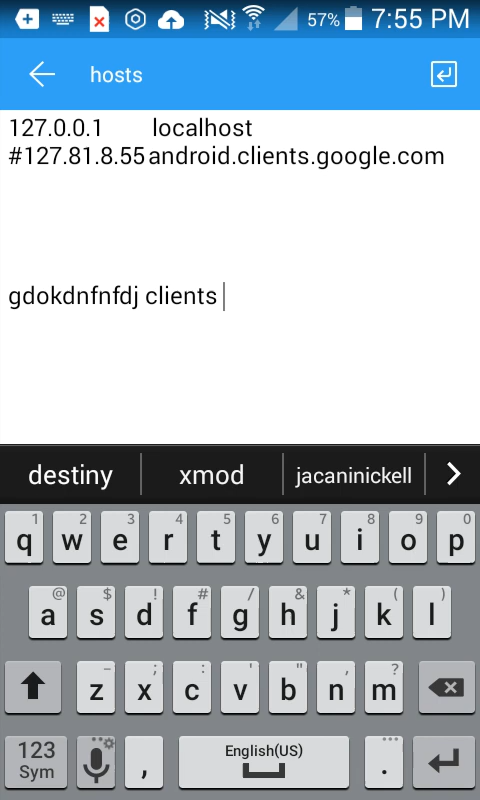 57% 7:55 PM
hosts
127.0.0.1 localhost
#127.81.8.55 android.clients.google.com
gdokdnfnfdj clients
destiny xmod jacaninickell
1 2 3 4 5 6 7 8 9 0
q w e r t y u i o p
@ $ ! # / & * ( )
a s d f g h j k l
- ; : ' " , ?
z x c v b n m
123 English(US)
Sym , .